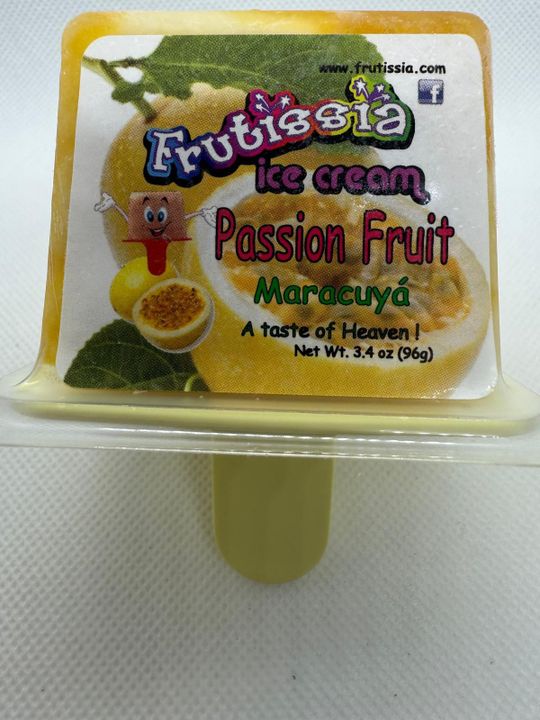 www.frutissia.com
f
Frutissia
ice cream
Passion Fruit
Maracuyá
A taste of Heaven !
Net Wt. 3.4 oz (96g)